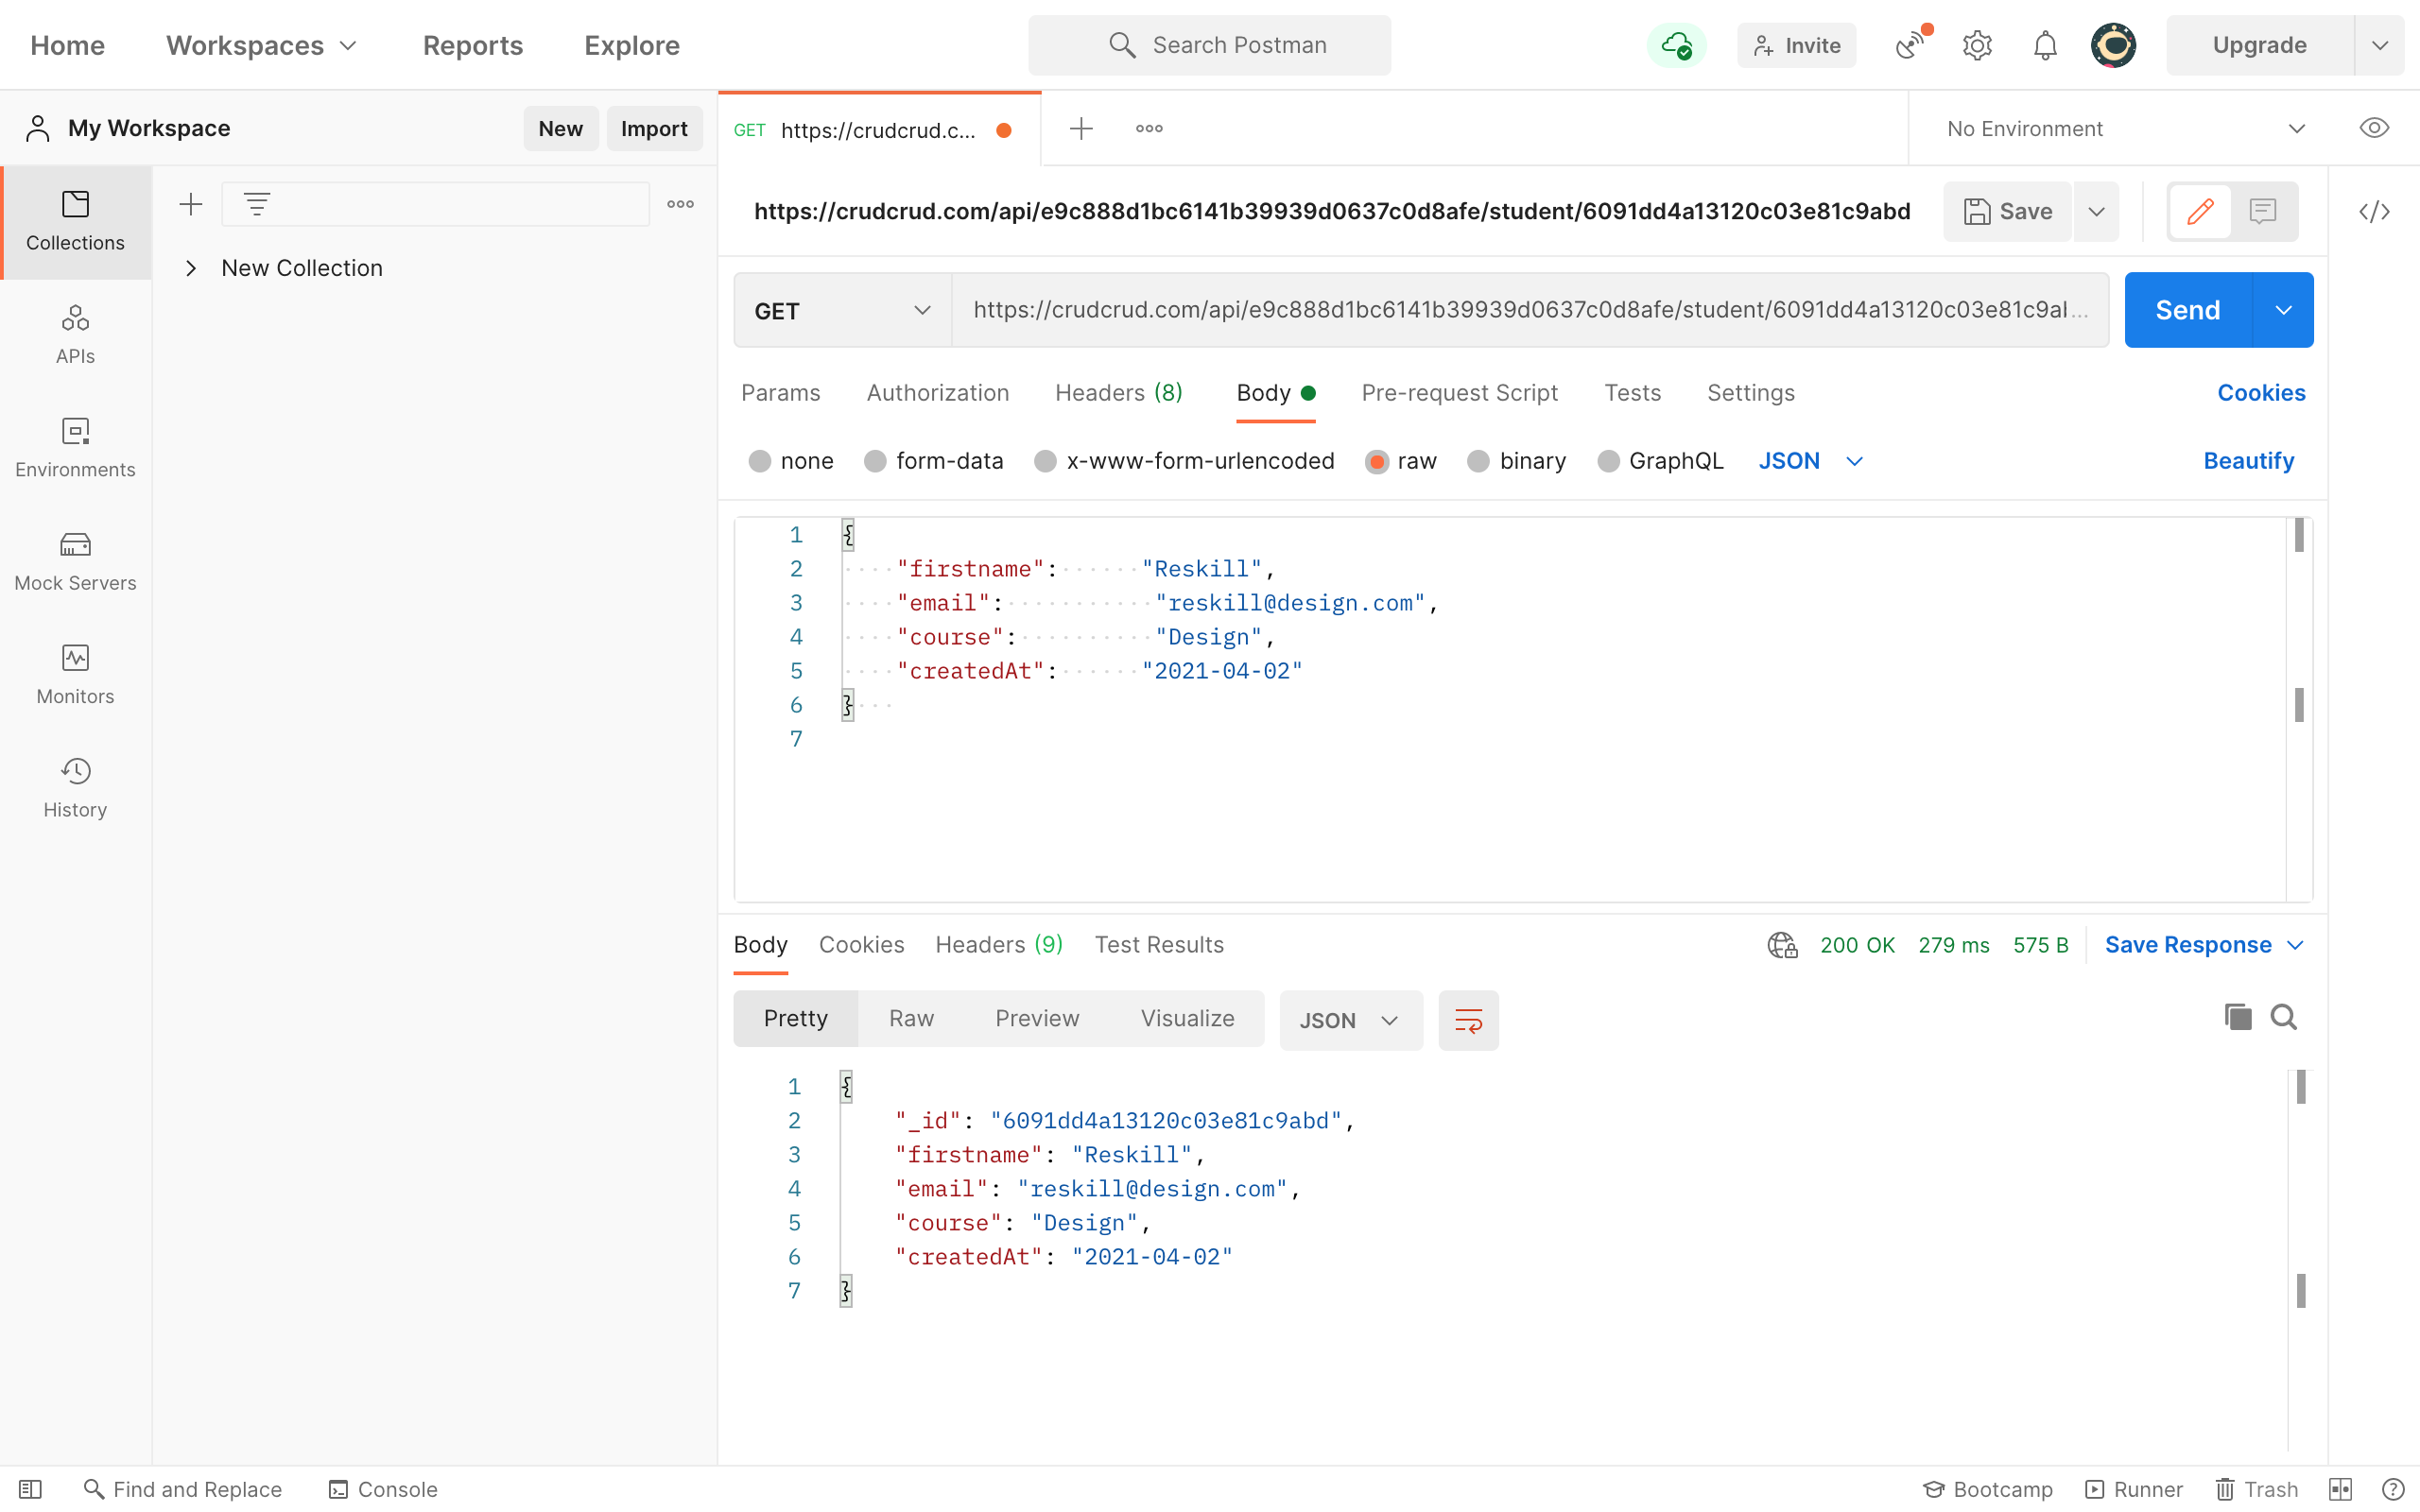 Home Workspaces Reports Explore Search Postman Invite Upgrade
My Workspace New Import GET https://crudcrud.c... No Environment
https://crudcrud.com/api/e9c888d1bc6141b39939d0637c0d8afe/student/6091dd4a13120c03e81c9abd Save
Collections
New Collection
GET https://crudcrud.com/api/e9c888d1bc6141b39939d0637c0d8afe/student/6091dd4a13120c03e81c9al... Send
APIs
Params Authorization Headers (8) Body Pre-request Script Tests Settings Cookies
Environments
none form-data x-www-form-urlencoded raw binary GraphQL JSON Beautify
Mock Servers
Monitors
History
1 {
2 "firstname": "Reskill",
3 "email": "reskill@design.com",
4 "course": "Design",
5 "createdAt": "2021-04-02"
6 }
7
Body Cookies Headers (9) Test Results 200 OK 279 ms 575 B Save Response
Pretty Raw Preview Visualize JSON
1 {
2 "_id": "6091dd4a13120c03e81c9abd",
3 "firstname": "Reskill",
4 "email": "reskill@design.com",
5 "course": "Design",
6 "createdAt": "2021-04-02"
7 }
Find and Replace Console Bootcamp Runner Trash